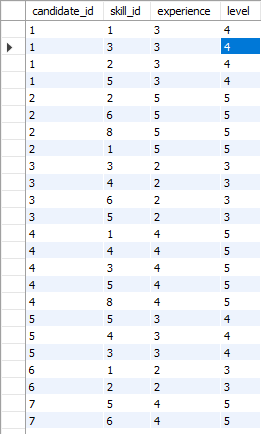 candidate_id skill_id experience level
1 1 3 4
1 3 3 4
1 2 3 4
1 5 3 4
2 2 5 5
2 6 5 5
2 8 5 5
2 1 5 5
3 3 2 3
3 4 2 3
3 6 2 3
3 5 2 3
4 1 4 5
4 4 4 5
4 3 4 5
4 5 4 5
4 8 4 5
5 5 3 4
5 4 3 4
5 3 3 4
6 1 2 3
6 2 2 3
7 5 4 5
7 6 4 5